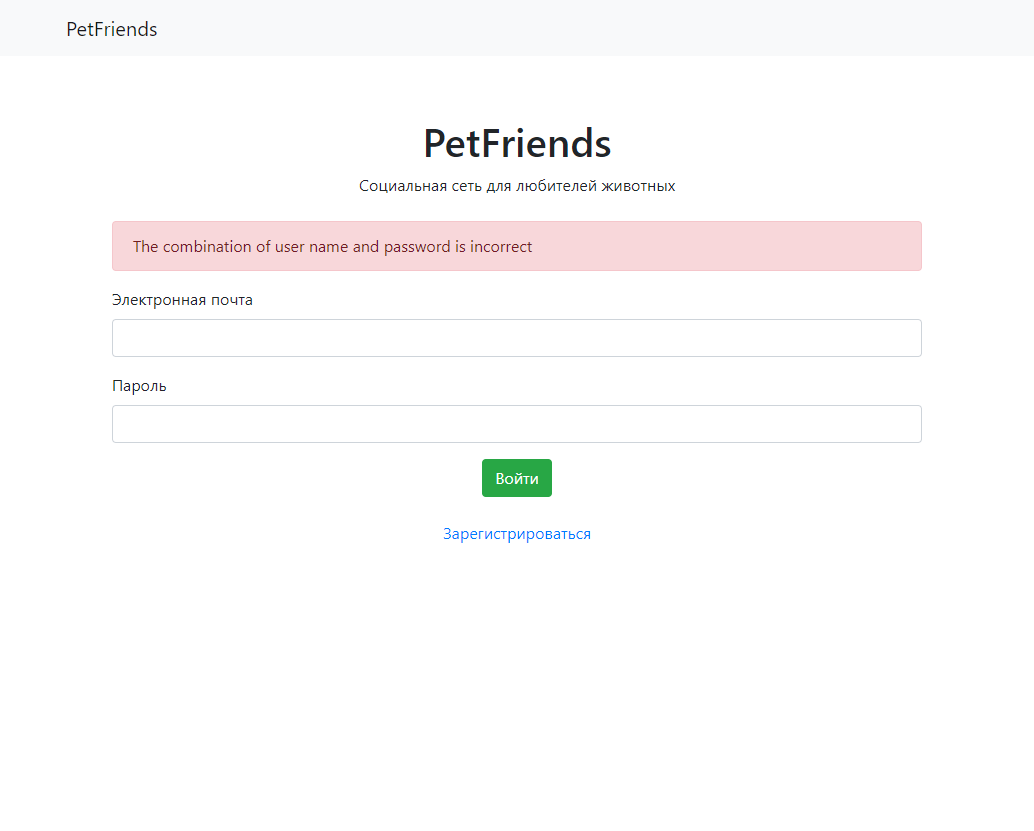 PetFriends
PetFriends
Социальная сеть для любителей животных
The combination of user name and password is incorrect
Электронная почта
Пароль
Войти
Зарегистрироваться